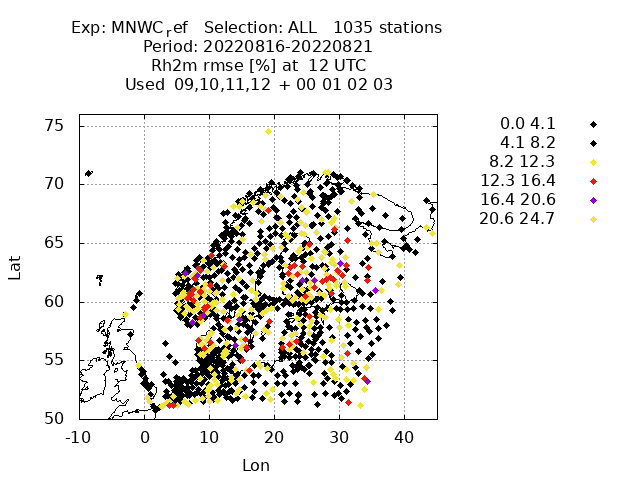 Exp: MNWC_ref Selection: ALL 1035 stations
Period: 20220816-20220821
Rh2m rmse [%] at 12 UTC
Used 09,10,11,12 + 00 01 02 03
75
70
65
60
55
50
-10 0 10 20 30 40
Lat
Lon
0.0 4.1
4.1 8.2
8.2 12.3
12.3 16.4
16.4 20.6
20.6 24.7